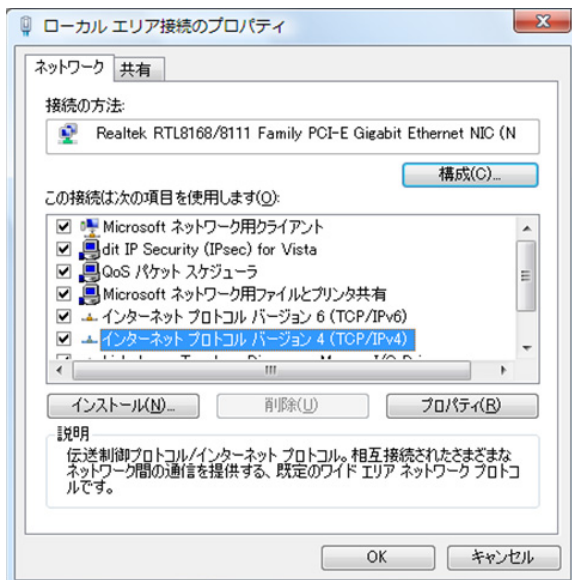 ローカル エリア接続のプロパティ
ネットワーク 共有
接続の方法:
Realtek RTL8168/8111 Family PCI-E Gigabit Ethernet NIC (N
構成(C)...
この接続は次の項目を使用します(O):
Microsoft ネットワーク用クライアント
dit IP Security (IPsec) for Vista
QoS パケット スケジューラ
Microsoft ネットワーク用ファイルとプリンタ共有
インターネット プロトコル バージョン 6 (TCP/IPv6)
インターネット プロトコル バージョン 4 (TCP/IPv4)
インストール(N)... 削除(U) プロパティ(R)
説明
伝送制御プロトコル/インターネット プロトコル。相互接続されたさまざまな
ネットワーク間の通信を提供する、既定のワイド エリア ネットワーク プロトコ
ルです。
OK キャンセル